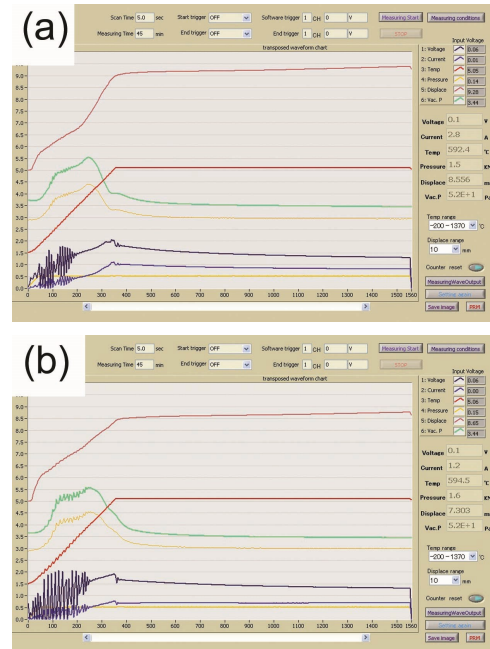 (a)
Scan Time 5.0 sec Start trigger OFF Software trigger 1 CH 0 V Measuring Start Measuring conditions
Measuring Time 45 min End trigger OFF End trigger 1 CH 0 V STOP
transposed waveform chart
Input Voltage
1: Voltage 0.06
2: Current 0.01
3: Temp 5.05
4: Pressure 0.14
5: Displace 9.28
6: Vac. P 3.44
Voltage 0.1 V
Current 2.8 A
Temp 592.4 ℃
Pressure 1.5
Displace 8.556
Vac.P 5.2E+1
Temp range
-200~1370 ℃
Displace range
10 mm
Counter reset
MeasuringWaveOutput
Setting again
Save image PRM
9.0
8.5
8.0
7.5
7.0
6.5
6.0
5.5
5.0
4.5
4.0
3.5
3.0
2.5
2.0
1.5
1.0
0.5
0.0
0 100 200 300 400 500 600 700 800 900 1000 1100 1200 1300 1400 1560
(b)
Scan Time 5.0 sec Start trigger OFF Software trigger 1 CH 0 V Measuring Start Measuring conditions
Measuring Time 45 min End trigger OFF End trigger 1 CH 0 V STOP
transposed waveform chart
Input Voltage
1: Voltage 0.06
2: Current 0.00
3: Temp 5.06
4: Pressure 0.15
5: Displace 8.65
6: Vac. P 3.44
Voltage 0.1 V
Current 1.2 A
Temp 594.5 ℃
Pressure 1.6
Displace 7.303
Vac.P 5.2E+1
Temp range
-200~1370 ℃
Displace range
10 mm
Counter reset
MeasuringWaveOutput
Setting again
Save image PRM
9.0
8.5
8.0
7.5
7.0
6.5
6.0
5.5
5.0
4.5
4.0
3.5
3.0
2.5
2.0
1.5
1.0
0.5
0.0
0 100 200 300 400 500 600 700 800 900 1000 1100 1200 1300 1400 1560